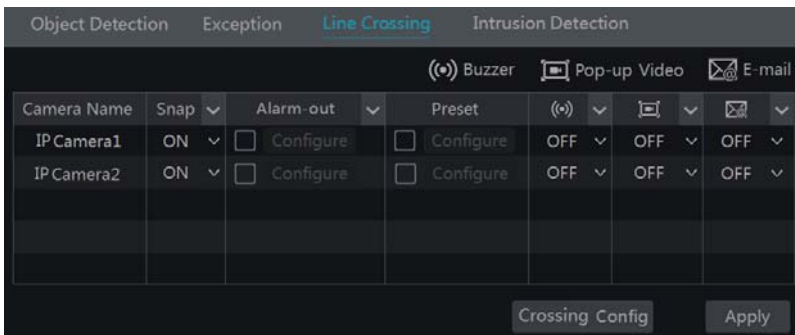 Object Detection Exception Line Crossing Intrusion Detection
Buzzer Pop-up Video E-mail
Camera Name Snap Alarm-out Preset
IP Camera1 ON Configure Configure OFF OFF OFF
IP Camera2 ON Configure Configure OFF OFF OFF
Crossing Config Apply